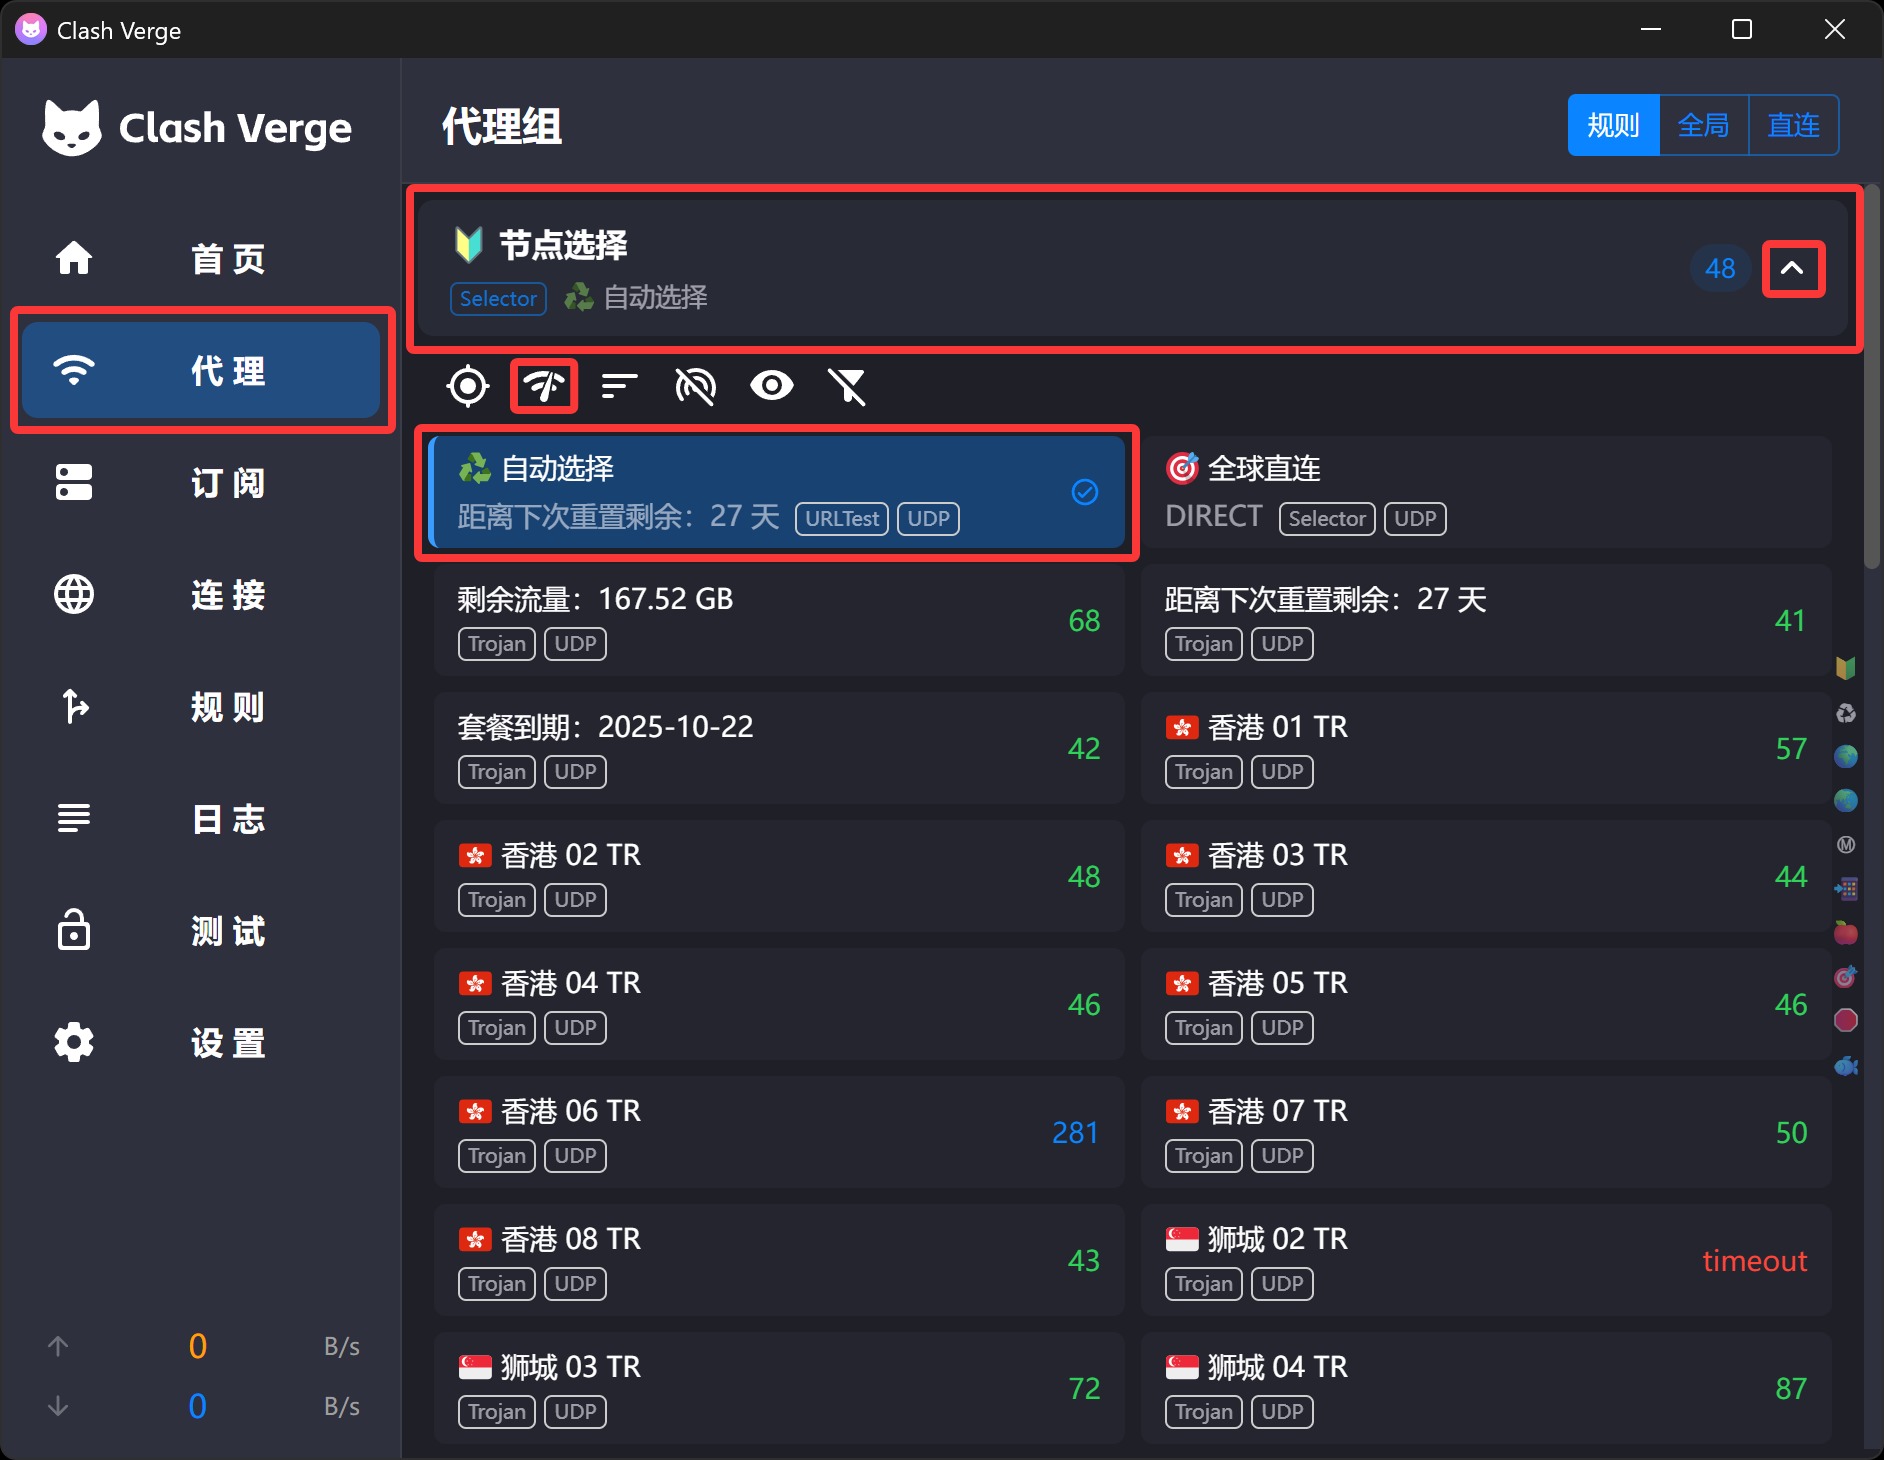 Clash Verge
Clash Verge
首页
代理
订阅
连接
规则
日志
测试
设置
0 B/s
0 B/s
代理组
规则 全局 直连
节点选择
Selector 自动选择
48
自动选择
距离下次重置剩余：27 天 URLTest UDP
全球直连
DIRECT Selector UDP
剩余流量：167.52 GB
Trojan UDP
68
距离下次重置剩余：27 天
Trojan UDP
41
套餐到期：2025-10-22
Trojan UDP
42
香港 01 TR
Trojan UDP
57
香港 02 TR
Trojan UDP
48
香港 03 TR
Trojan UDP
44
香港 04 TR
Trojan UDP
46
香港 05 TR
Trojan UDP
46
香港 06 TR
Trojan UDP
281
香港 07 TR
Trojan UDP
50
香港 08 TR
Trojan UDP
43
狮城 02 TR
Trojan UDP
timeout
狮城 03 TR
Trojan UDP
72
狮城 04 TR
Trojan UDP
87
Ⓜ